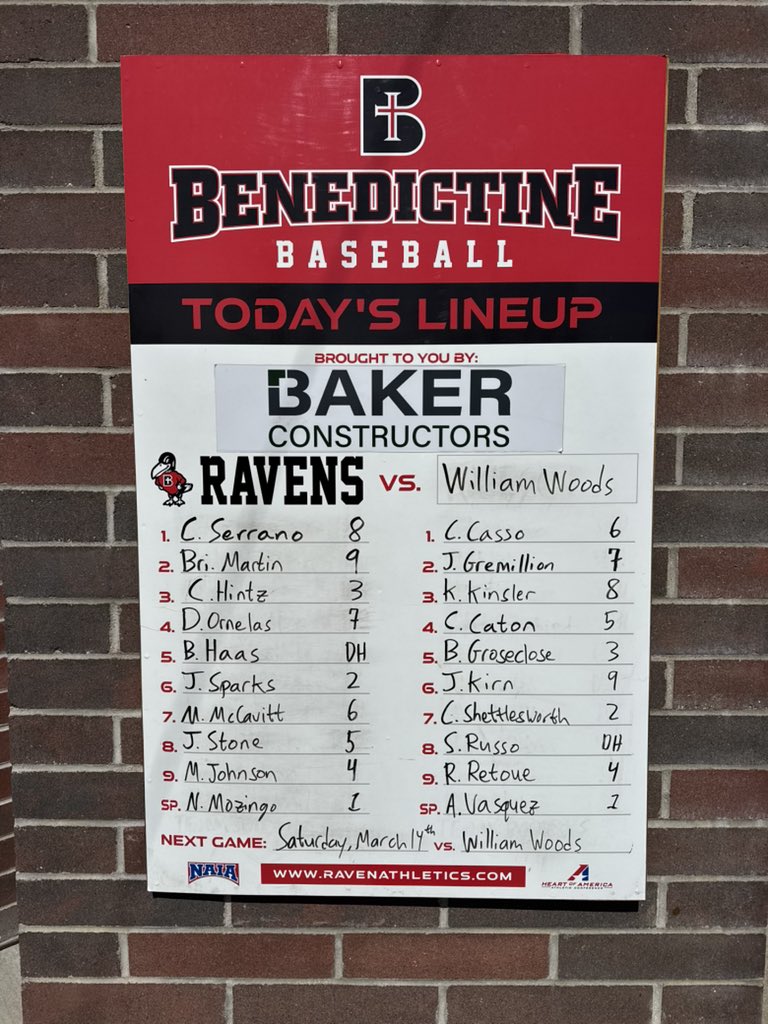 B
BENEDICTINE
BASEBALL
TODAY'S LINEUP
BROUGHT TO YOU BY:
BAKER
CONSTRUCTORS
RAVENS VS. William Woods
1. C. Serrano 8
2. Bri. Martin 9
3. C. Hintz 3
4. D. Ornelas 7
5. B. Haas DH
6. J. Sparks 2
7. M. McCavitt 6
8. J. Stone 5
9. M. Johnson 4
SP. N. Mozingo 1
1. C. Casso 6
2. J. Gremillion 7
3. K. Kinsler 8
4. C. Caton 5
5. B. Groseclose 3
6. J. Kirn 9
7. C. Shettlesworth 2
8. S. Russo DH
9. R. Retoue 4
SP. A. Vasquez 1
NEXT GAME: Saturday, March 14th VS. William Woods
NAIA
WWW.RAVENATHLETICS.COM
HEART OF AMERICA
ATHLETIC CONFERENCE